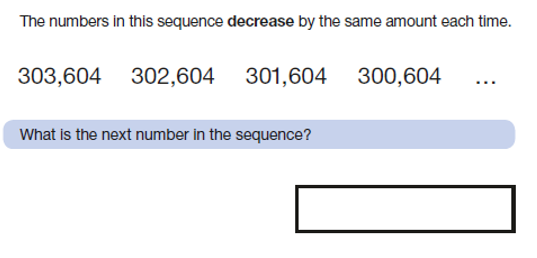 The numbers in this sequence decrease by the same amount each time.
303,604 302,604 301,604 300,604 ...
What is the next number in the sequence?